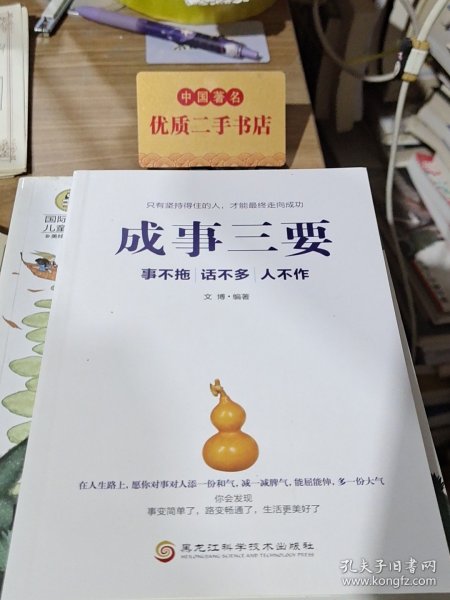 中国著名
优质二手书店
国际
儿童
只有坚持得住的人，才能最终走向成功
成事三要
事不拖 话不多 人不作
文 博·编著
在人生路上，愿你对事对人添一份和气，减一减脾气，能屈能伸，多一份大气
你会发现
事变简单了，路变畅通了，生活更美好了
黑龙江科学技术出版社
HEILONGJIANG SCIENCE AND TECHNOLOGY PRESS
孔夫子旧书网
www.kongfz.com